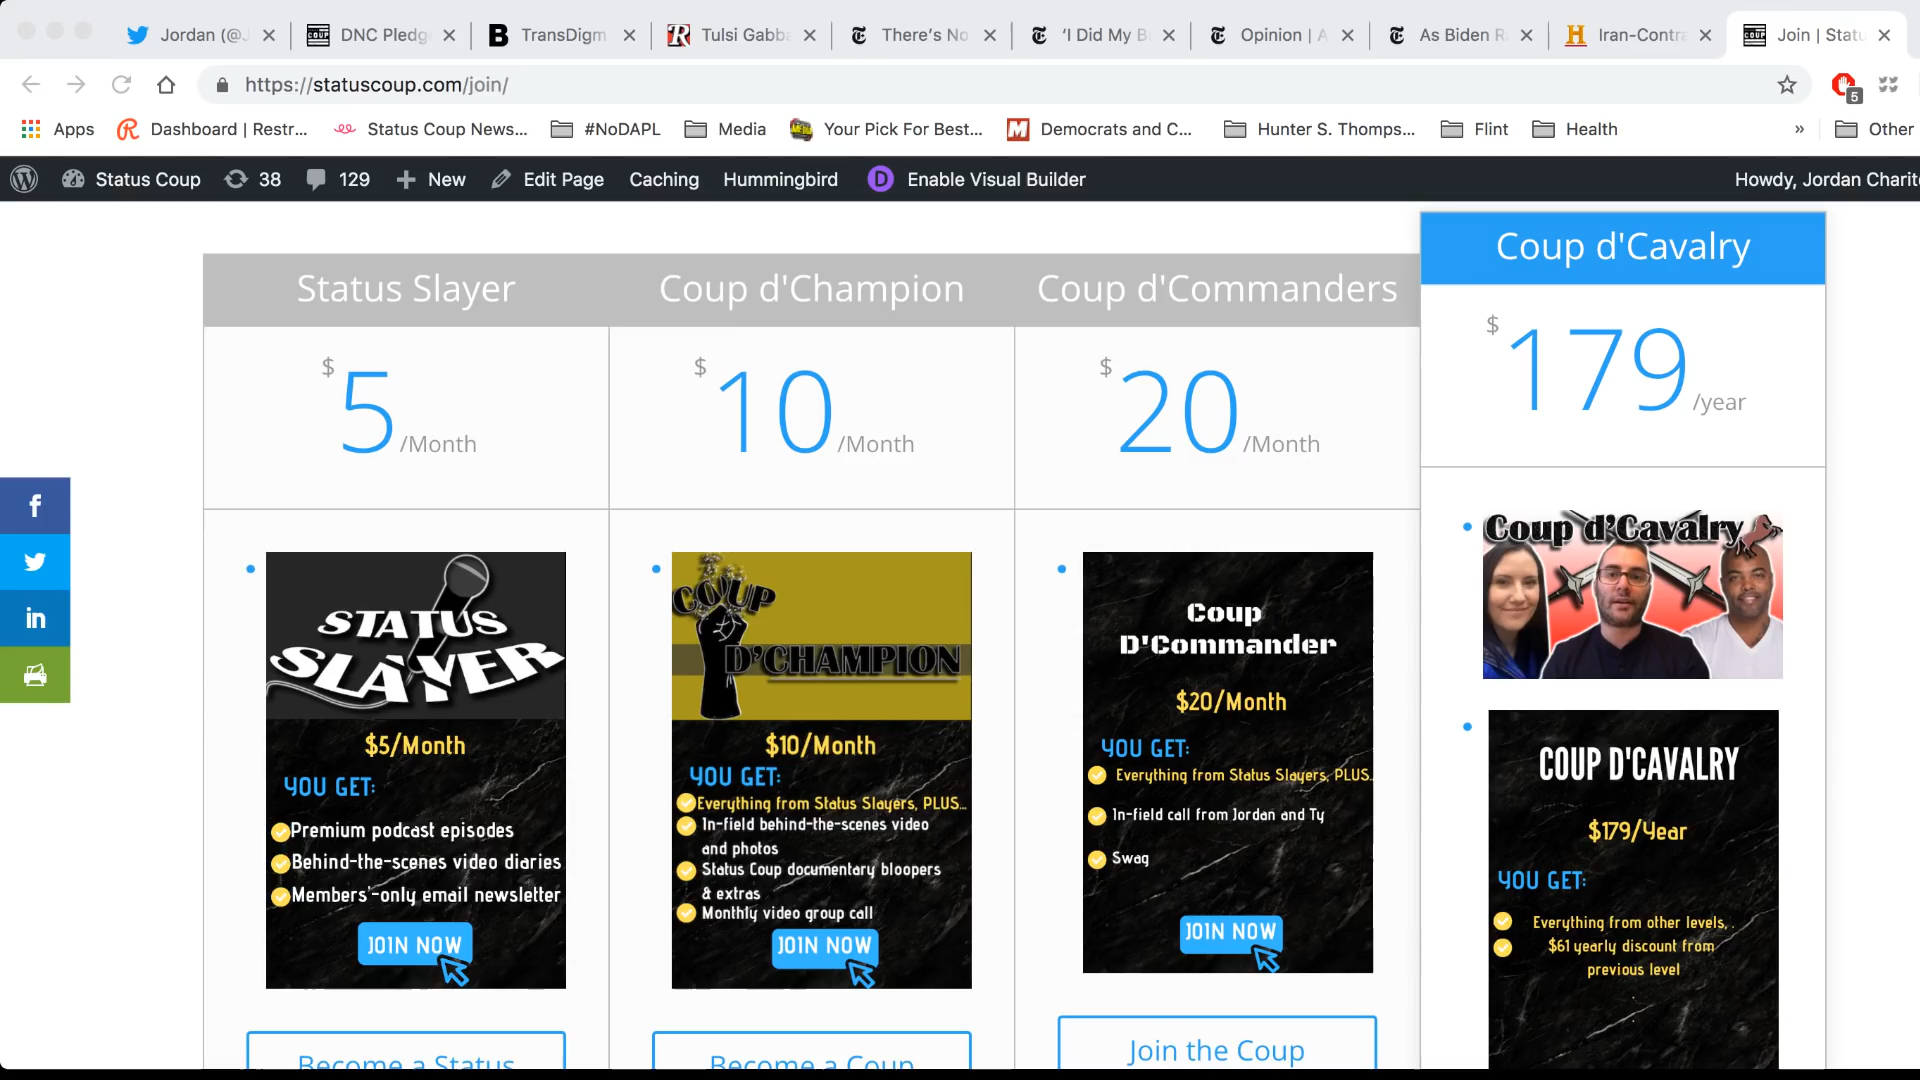 Jordan (@J
DNC Pledg
TransDigm
Tulsi Gabba
There's No
'I Did My B
Opinion | A
As Biden R
Iran-Contra
Join | Statu
https://statuscoup.com/join/
5
Apps
Dashboard | Restr...
Status Coup News...
#NoDAPL
Media
Your Pick For Best...
Democrats and C...
Hunter S. Thomps...
Flint
Health
»
Other
Status Coup
38
129
New
Edit Page
Caching
Hummingbird
Enable Visual Builder
Howdy, Jordan Charit
Status Slayer
$
5
/Month
STATUS
SLAYER
$5/Month
YOU GET:
Premium podcast episodes
Behind-the-scenes video diaries
Members'-only email newsletter
JOIN NOW
Become a Status
Coup d'Champion
$
10
/Month
COUP
D'CHAMPION
$10/Month
YOU GET:
Everything from Status Slayers, PLUS...
In-field behind-the-scenes video
and photos
Status Coup documentary bloopers
& extras
Monthly video group call
JOIN NOW
Become a Coup
Coup d'Commanders
$
20
/Month
Coup
D'Commander
$20/Month
YOU GET:
Everything from Status Slayers, PLUS..
In-field call from Jordan and Ty
Swag
JOIN NOW
Join the Coup
Coup d'Cavalry
$
179
/year
Coup d'Cavalry
COUP D'CAVALRY
$179/Year
YOU GET:
Everything from other levels, .
$61 yearly discount from
previous level